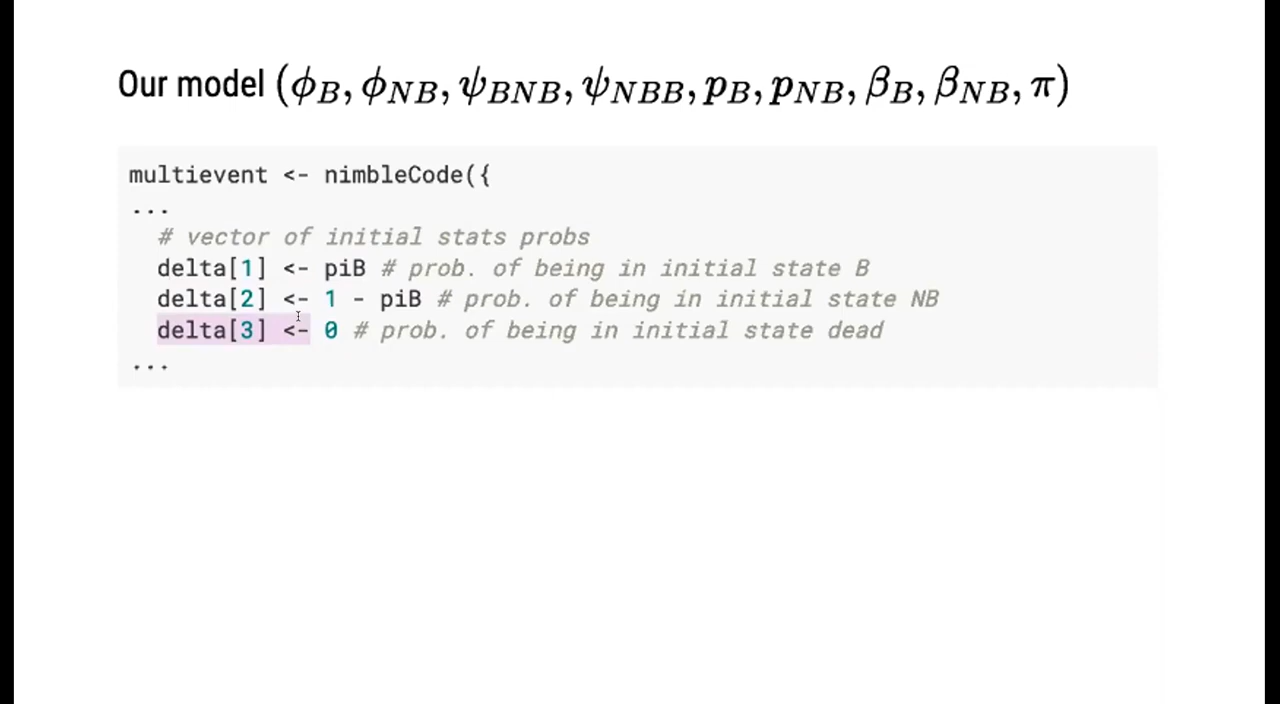 Our model (ϕ_B, ϕ_NB, ψ_BNB, ψ_NBB, p_B, p_NB, β_B, β_NB, π)
multievent <- nimbleCode({
...
# vector of initial stats probs
delta[1] <- piB # prob. of being in initial state B
delta[2] <- 1 - piB # prob. of being in initial state NB
delta[3] <- 0 # prob. of being in initial state dead
...